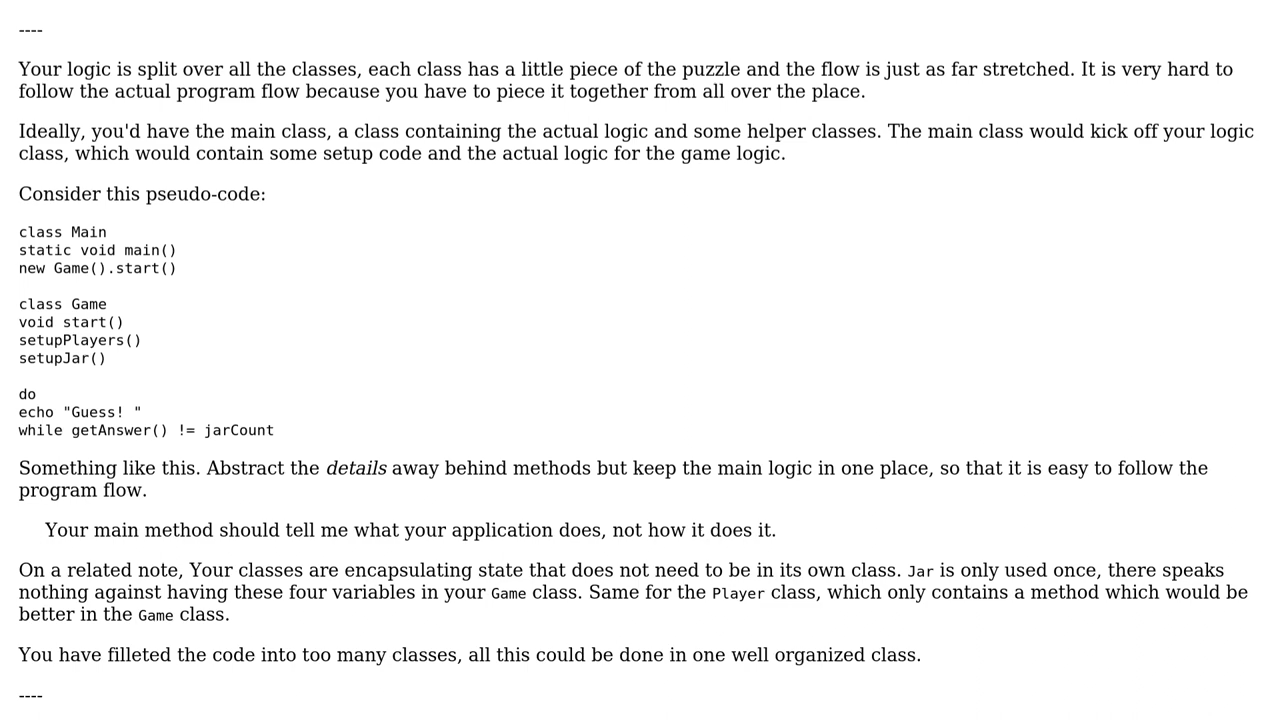 ----
Your logic is split over all the classes, each class has a little piece of the puzzle and the flow is just as far stretched. It is very hard to
follow the actual program flow because you have to piece it together from all over the place.
Ideally, you'd have the main class, a class containing the actual logic and some helper classes. The main class would kick off your logic
class, which would contain some setup code and the actual logic for the game logic.
Consider this pseudo-code:
class Main
static void main()
new Game().start()
class Game
void start()
setupPlayers()
setupJar()
do
echo "Guess! "
while getAnswer() != jarCount
Something like this. Abstract the details away behind methods but keep the main logic in one place, so that it is easy to follow the
program flow.
Your main method should tell me what your application does, not how it does it.
On a related note, Your classes are encapsulating state that does not need to be in its own class. Jar is only used once, there speaks
nothing against having these four variables in your Game class. Same for the Player class, which only contains a method which would be
better in the Game class.
You have filleted the code into too many classes, all this could be done in one well organized class.
----